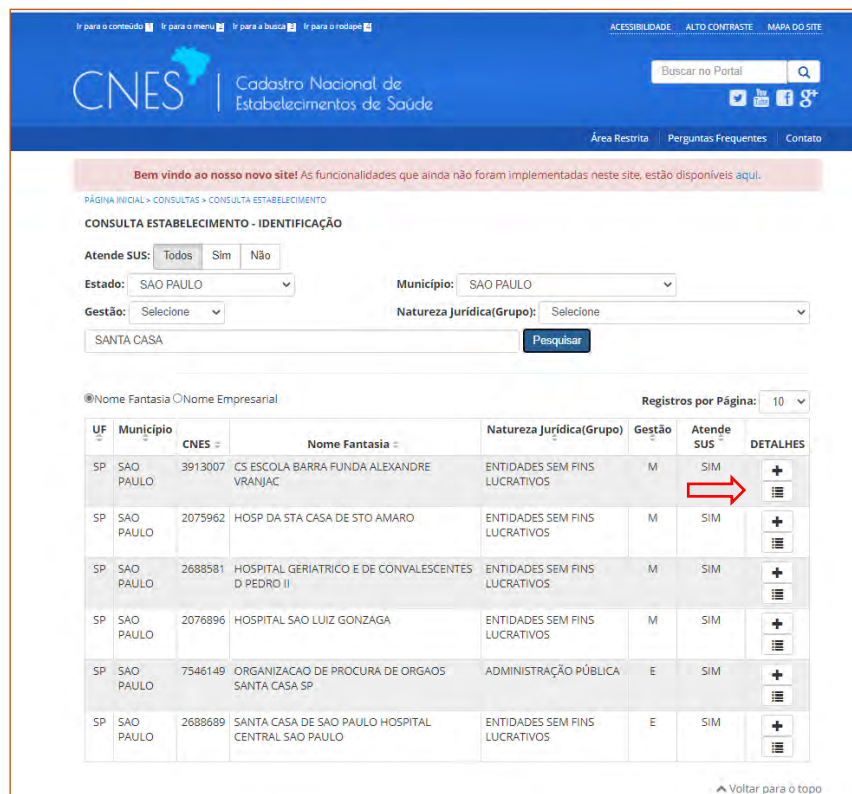 Ir para o conteúdo 1 Ir para o menu 2 Ir para a busca 3 Ir para o rodapé 4
ACESSIBILIDADE ALTO CONTRASTE MAPA DO SITE
CNES
Cadastro Nacional de
Estabelecimentos de Saúde
Buscar no Portal
Área Restrita Perguntas Frequentes Contato
Bem vindo ao nosso novo site! As funcionalidades que ainda não foram implementadas neste site, estão disponíveis aqui.
PÁGINA INICIAL > CONSULTAS > CONSULTA ESTABELECIMENTO
CONSULTA ESTABELECIMENTO - IDENTIFICAÇÃO
Atende SUS: Todos Sim Não
Estado: SAO PAULO Município: SAO PAULO
Gestão: Selecione Natureza Jurídica(Grupo): Selecione
SANTA CASA Pesquisar
Nome Fantasia Nome Empresarial Registros por Página: 10
UF Município CNES Nome Fantasia Natureza Jurídica(Grupo) Gestão Atende SUS DETALHES
SP SAO PAULO 3913007 CS ESCOLA BARRA FUNDA ALEXANDRE VRANJAC ENTIDADES SEM FINS LUCRATIVOS M SIM
SP SAO PAULO 2075962 HOSP DA STA CASA DE STO AMARO ENTIDADES SEM FINS LUCRATIVOS M SIM
SP SAO PAULO 2688581 HOSPITAL GERIATRICO E DE CONVALESCENTES D PEDRO II ENTIDADES SEM FINS LUCRATIVOS M SIM
SP SAO PAULO 2076896 HOSPITAL SAO LUIZ GONZAGA ENTIDADES SEM FINS LUCRATIVOS M SIM
SP SAO PAULO 7546149 ORGANIZACAO DE PROCURA DE ORGAOS SANTA CASA SP ADMINISTRAÇÃO PÚBLICA E SIM
SP SAO PAULO 2688689 SANTA CASA DE SAO PAULO HOSPITAL CENTRAL SAO PAULO ENTIDADES SEM FINS LUCRATIVOS E SIM
Voltar para o topo